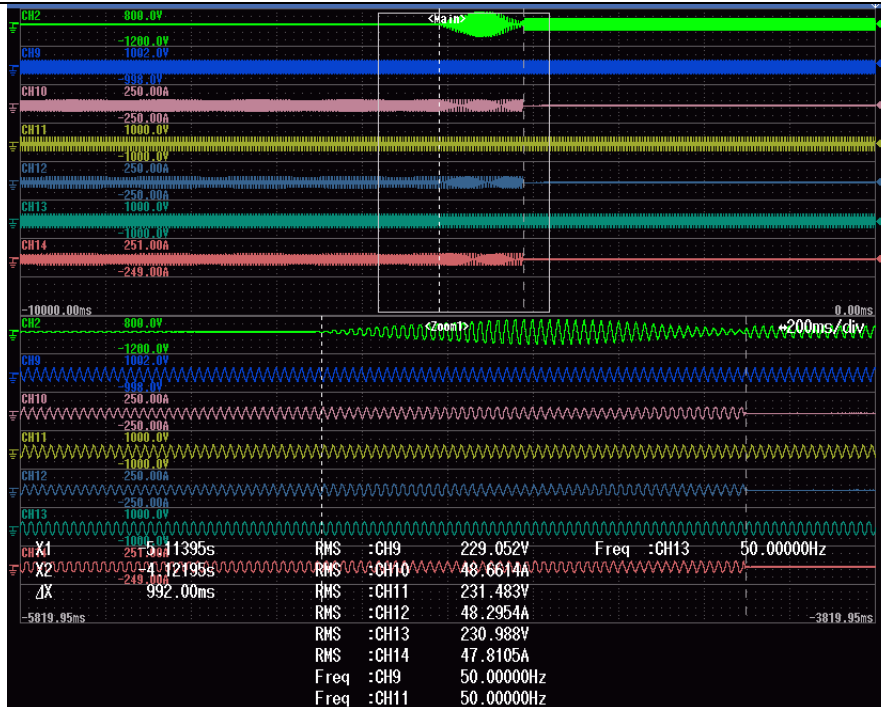 CH2 800.0V <Main>
-1200.0V
CH9 1002.0V
-998.0V
CH10 250.00A
-250.00A
CH11 1000.0V
-1000.0V
CH12 250.00A
-250.00A
CH13 1000.0V
-1000.0V
CH14 251.00A
-249.00A
-10000.00ms 0.00ms
CH2 800.0V <Zoom1> 200ms/div
-1200.0V
CH9 1002.0V
-998.0V
CH10 250.00A
-250.00A
CH11 1000.0V
-1000.0V
CH12 250.00A
-250.00A
CH13 1000.0V
-1000.0V
X1 -5.11395s RMS :CH9 229.052V Freq :CH13 50.00000Hz
CH14 251.00A
X2 -4.12195s RMS :CH10 48.6614A
-249.00A
ΔX 992.00ms RMS :CH11 231.483V
RMS :CH12 48.2954A
-5819.95ms -3819.95ms
RMS :CH13 230.988V
RMS :CH14 47.8105A
Freq :CH9 50.00000Hz
Freq :CH11 50.00000Hz